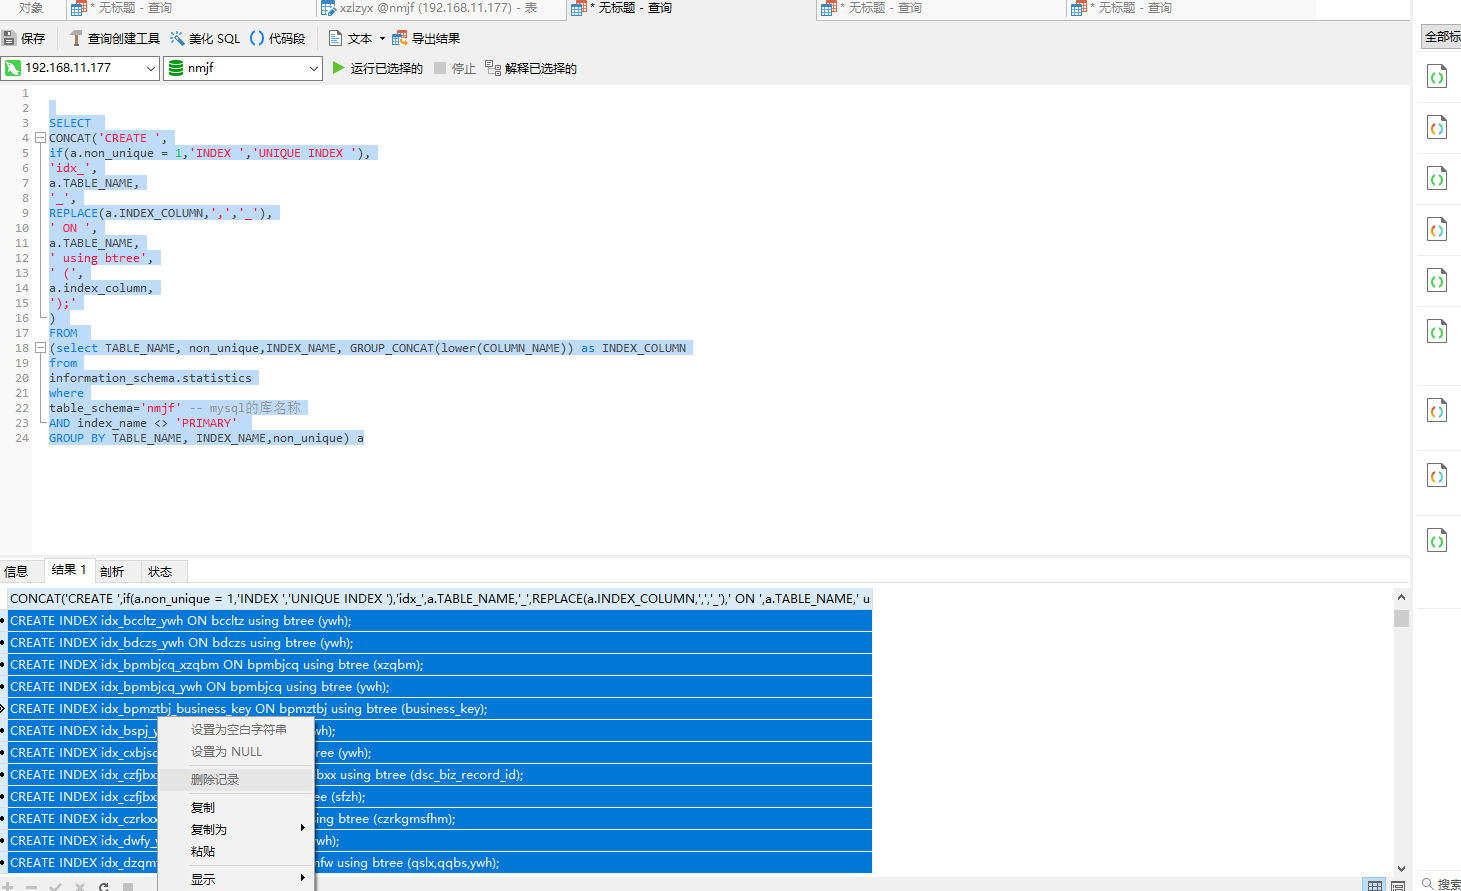 对象
* 无标题 - 查询
xzlzyx @nmjf (192.168.11.177) - 表
* 无标题 - 查询
* 无标题 - 查询
* 无标题 - 查询
保存
查询创建工具
美化 SQL
代码段
文本
导出结果
全部标
192.168.11.177
nmjf
运行已选择的
停止
解释已选择的
1
2
3 SELECT
4 CONCAT('CREATE ',
5 if(a.non_unique = 1,'INDEX ','UNIQUE INDEX '),
6 'idx_',
7 a.TABLE_NAME,
8 '_',
9 REPLACE(a.INDEX_COLUMN,',','_'),
10 ' ON ',
11 a.TABLE_NAME,
12 ' using btree',
13 ' (',
14 a.index_column,
15 ');'
16 )
17 FROM
18 (select TABLE_NAME, non_unique,INDEX_NAME, GROUP_CONCAT(lower(COLUMN_NAME)) as INDEX_COLUMN
19 from
20 information_schema.statistics
21 where
22 table_schema='nmjf' -- mysql的库名称
23 AND index_name <> 'PRIMARY'
24 GROUP BY TABLE_NAME, INDEX_NAME,non_unique) a
信息
结果 1
剖析
状态
CONCAT('CREATE ',if(a.non_unique = 1,'INDEX ','UNIQUE INDEX '),'idx_',a.TABLE_NAME,'_',REPLACE(a.INDEX_COLUMN,',','_'),' ON ',a.TABLE_NAME,' u
CREATE INDEX idx_bccltz_ywh ON bccltz using btree (ywh);
CREATE INDEX idx_bdczs_ywh ON bdczs using btree (ywh);
CREATE INDEX idx_bpmbjcq_xzqbm ON bpmbjcq using btree (xzqbm);
CREATE INDEX idx_bpmbjcq_ywh ON bpmbjcq using btree (ywh);
CREATE INDEX idx_bpmztbj_business_key ON bpmztbj using btree (business_key);
CREATE INDEX idx_bspj_y wh);
CREATE INDEX idx_cxbjsc ree (ywh);
CREATE INDEX idx_czfjbx bxx using btree (dsc_biz_record_id);
CREATE INDEX idx_czfjbx ee (sfzh);
CREATE INDEX idx_czrkxx ing btree (czrkgmsfhm);
CREATE INDEX idx_dwfy_y wh);
CREATE INDEX idx_dzqm nfw using btree (qslx,qqbs,ywh);
设置为空白字符串
设置为 NULL
删除记录
复制
复制为
粘贴
显示
搜索